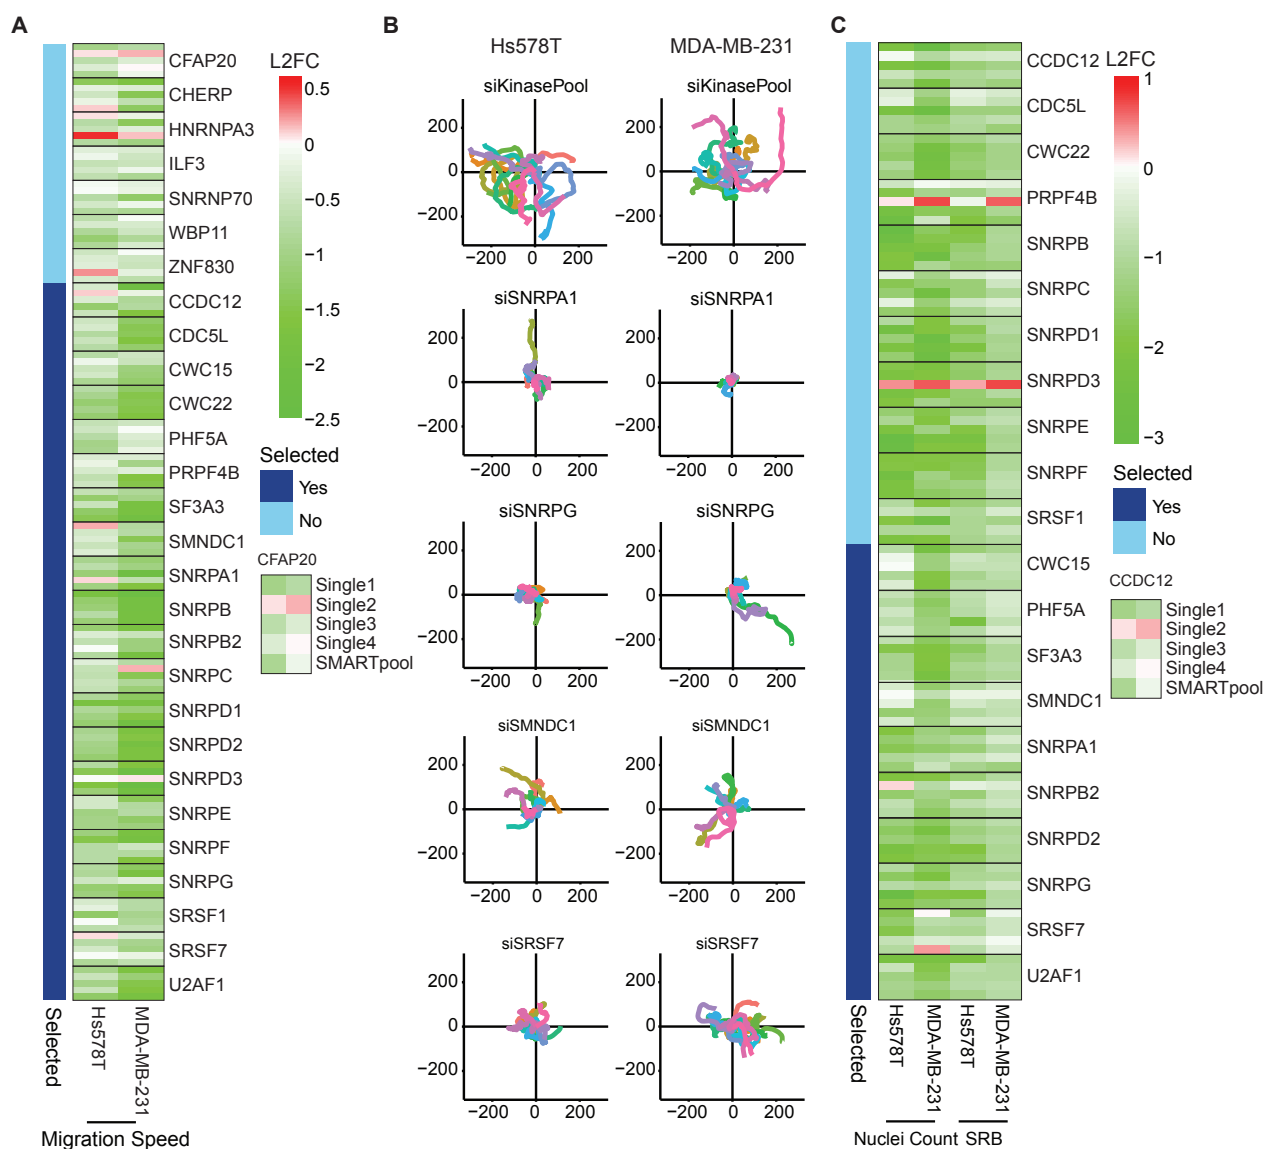 A
CFAP20
CHERP
HNRNPA3
ILF3
SNRNP70
WBP11
ZNF830
CCDC12
CDC5L
CWC15
CWC22
PHF5A
PRPF4B
SF3A3
SMNDC1
SNRPA1
SNRPB
SNRPB2
SNRPC
SNRPD1
SNRPD2
SNRPD3
SNRPE
SNRPF
SNRPG
SRSF1
SRSF7
U2AF1
Selected
Hs578T
MDA-MB-231
Migration Speed
L2FC
0.5
0
−0.5
−1
−1.5
−2
−2.5
Selected
Yes
No
CFAP20
Single1
Single2
Single3
Single4
SMARTpool
B
Hs578T
MDA-MB-231
siKinasePool
siKinasePool
200
0
−200
−200 0 200
200
0
−200
−200 0 200
siSNRPA1
siSNRPA1
200
0
−200
−200 0 200
200
0
−200
−200 0 200
siSNRPG
siSNRPG
200
0
−200
−200 0 200
200
0
−200
−200 0 200
siSMNDC1
siSMNDC1
200
0
−200
−200 0 200
200
0
−200
−200 0 200
siSRSF7
siSRSF7
200
0
−200
−200 0 200
200
0
−200
−200 0 200
C
CCDC12
CDC5L
CWC22
PRPF4B
SNRPB
SNRPC
SNRPD1
SNRPD3
SNRPE
SNRPF
SRSF1
CWC15
PHF5A
SF3A3
SMNDC1
SNRPA1
SNRPB2
SNRPD2
SNRPG
SRSF7
U2AF1
Selected
Hs578T
MDA-MB-231
Hs578T
MDA-MB-231
Nuclei Count SRB
L2FC
1
0
−1
−2
−3
Selected
Yes
No
CCDC12
Single1
Single2
Single3
Single4
SMARTpool